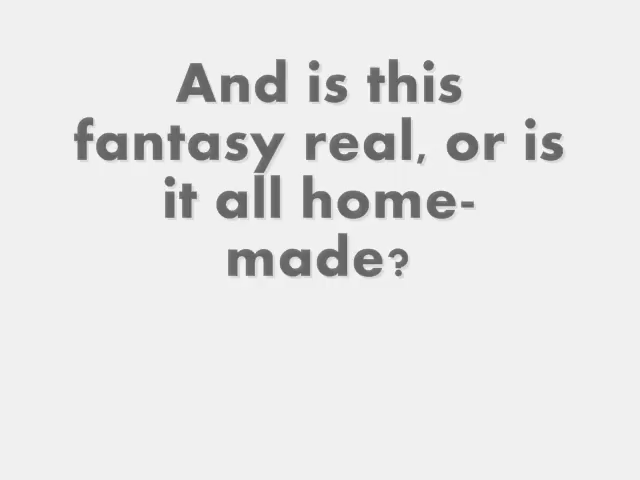 And is this
fantasy real, or is
it all home-
made?